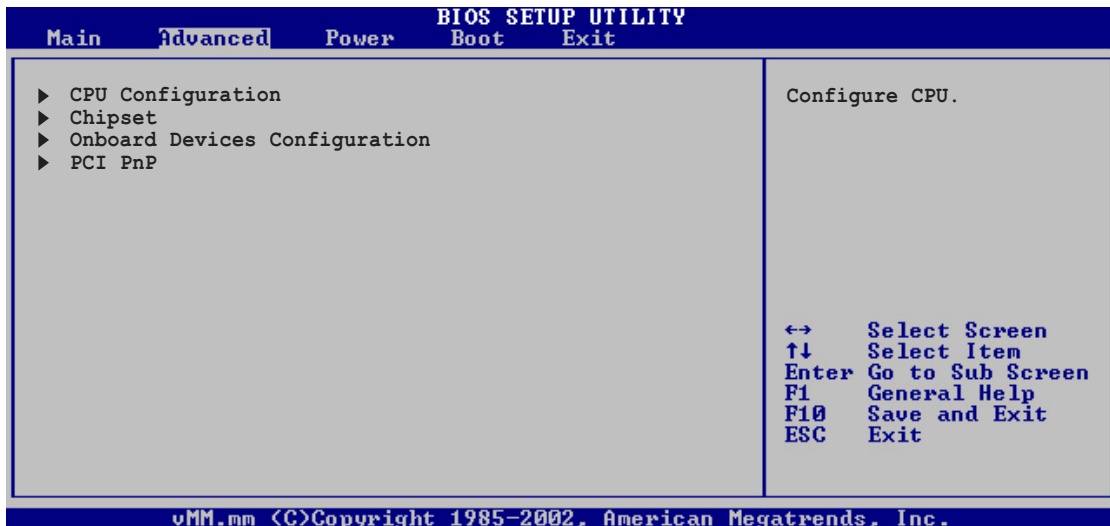 BIOS SETUP UTILITY
Main Advanced Power Boot Exit
CPU Configuration
Chipset
Onboard Devices Configuration
PCI PnP
Configure CPU.
←→ Select Screen
↑↓ Select Item
Enter Go to Sub Screen
F1 General Help
F10 Save and Exit
ESC Exit
vMM.mm (C)Copyright 1985-2002, American Megatrends, Inc.